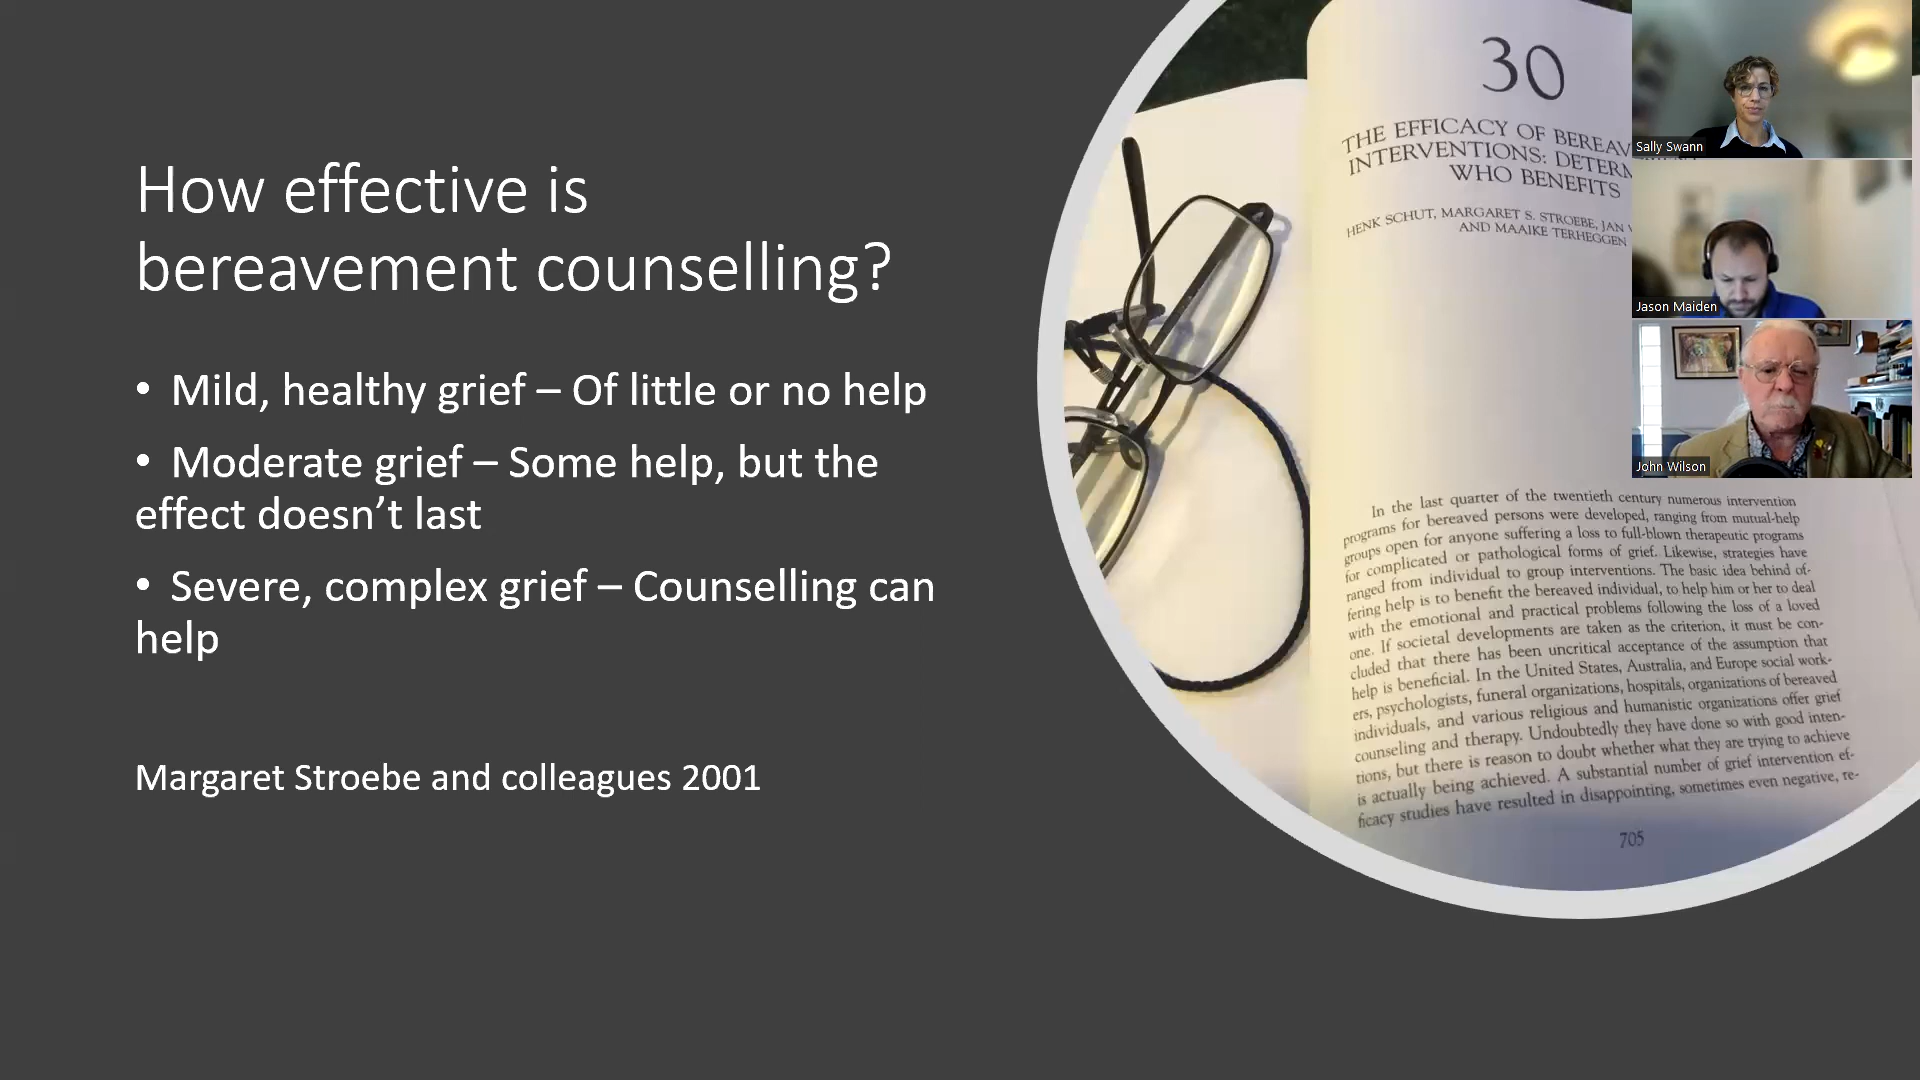 How effective is
bereavement counselling?
• Mild, healthy grief – Of little or no help
• Moderate grief – Some help, but the
effect doesn’t last
• Severe, complex grief – Counselling can
help
Margaret Stroebe and colleagues 2001
30
THE EFFICACY OF
INTERVENTIONS:
WHO BENEFITS
HENK SCHUT, MARGARET S. STROEBE, JAN
AND MAAIKE TERHEGGEN
In the last quarter of the twentieth century numerous intervention
programs for bereaved persons were developed, ranging from mutual-help
groups open for anyone suffering a loss to full-blown therapeutic programs
for complicated or pathological forms of grief. Likewise, strategies have
ranged from individual to group interventions. The basic idea behind of-
fering help is to benefit the bereaved individual, to help him or her to deal
with the emotional and practical problems following the loss of a loved
one. If societal developments are taken as the criterion, it must be con-
cluded that there has been uncritical acceptance of the assumption that
help is beneficial. In the United States, Australia, and Europe social work-
ers, psychologists, funeral organizations, hospitals, organizations of bereaved
individuals, and various religious and humanistic organizations offer grief
counseling and therapy. Undoubtedly they have done so with good inten-
tions, but there is reason to doubt whether what they are trying to achieve
is actually being achieved. A substantial number of grief intervention ef-
ficacy studies have resulted in disappointing, sometimes even negative, re-
705
Sally Swann
Jason Maiden
John Wilson